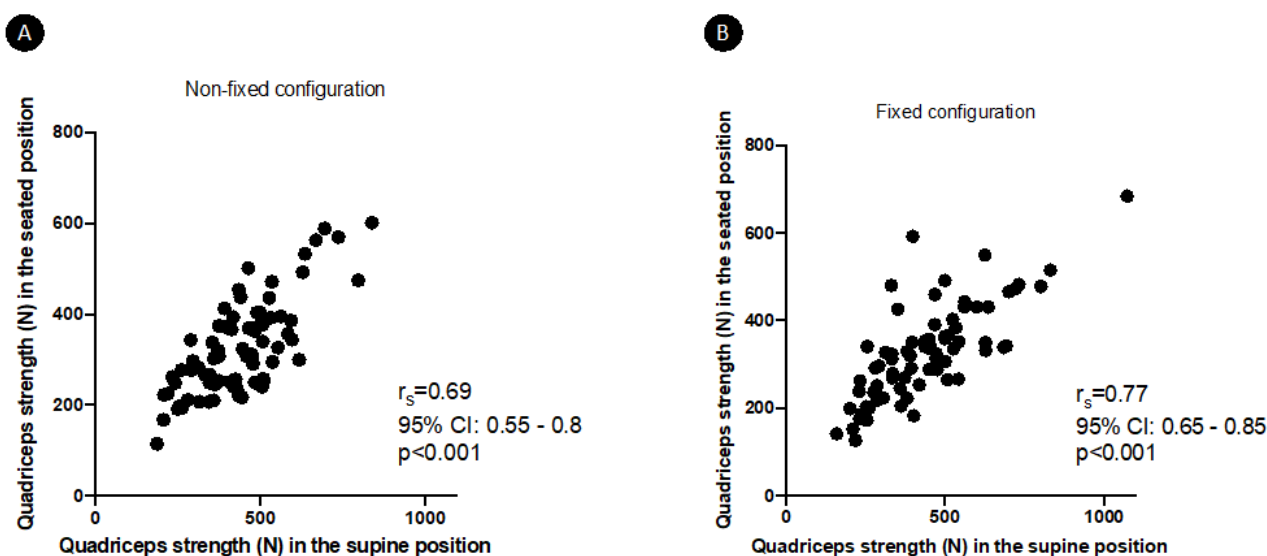 A
Non-fixed configuration
Quadriceps strength (N) in the seated position
800
600
400
200
0
0 500 1000
Quadriceps strength (N) in the supine position
rs=0.69
95% CI: 0.55 - 0.8
p<0.001
B
Fixed configuration
Quadriceps strength (N) in the seated position
800
600
400
200
0
0 500 1000
Quadriceps strength (N) in the supine position
rs=0.77
95% CI: 0.65 - 0.85
p<0.001